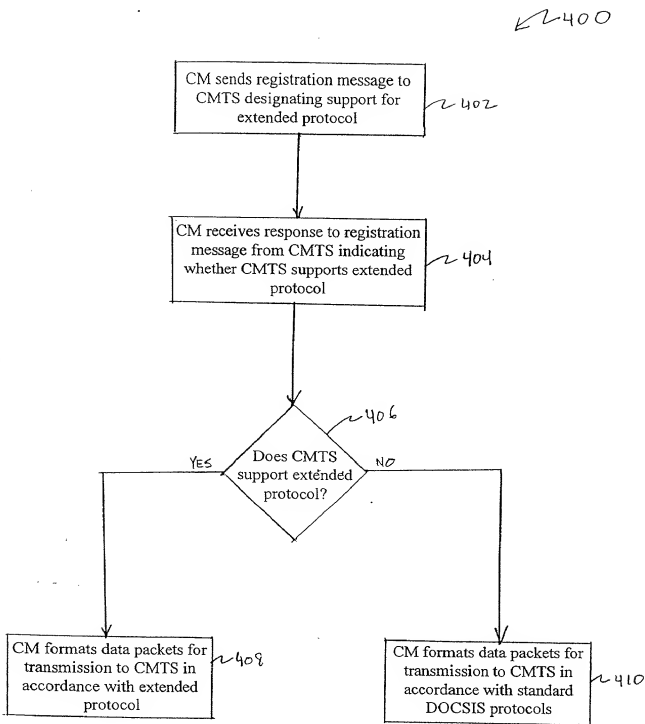 400
CM sends registration message to
CMTS designating support for
extended protocol
402
CM receives response to registration
message from CMTS indicating
whether CMTS supports extended
protocol
404
406
Does CMTS
support extended
protocol?
YES
NO
CM formats data packets for
transmission to CMTS in
accordance with extended
protocol
408
CM formats data packets for
transmission to CMTS in
accordance with standard
DOCSIS protocols
410